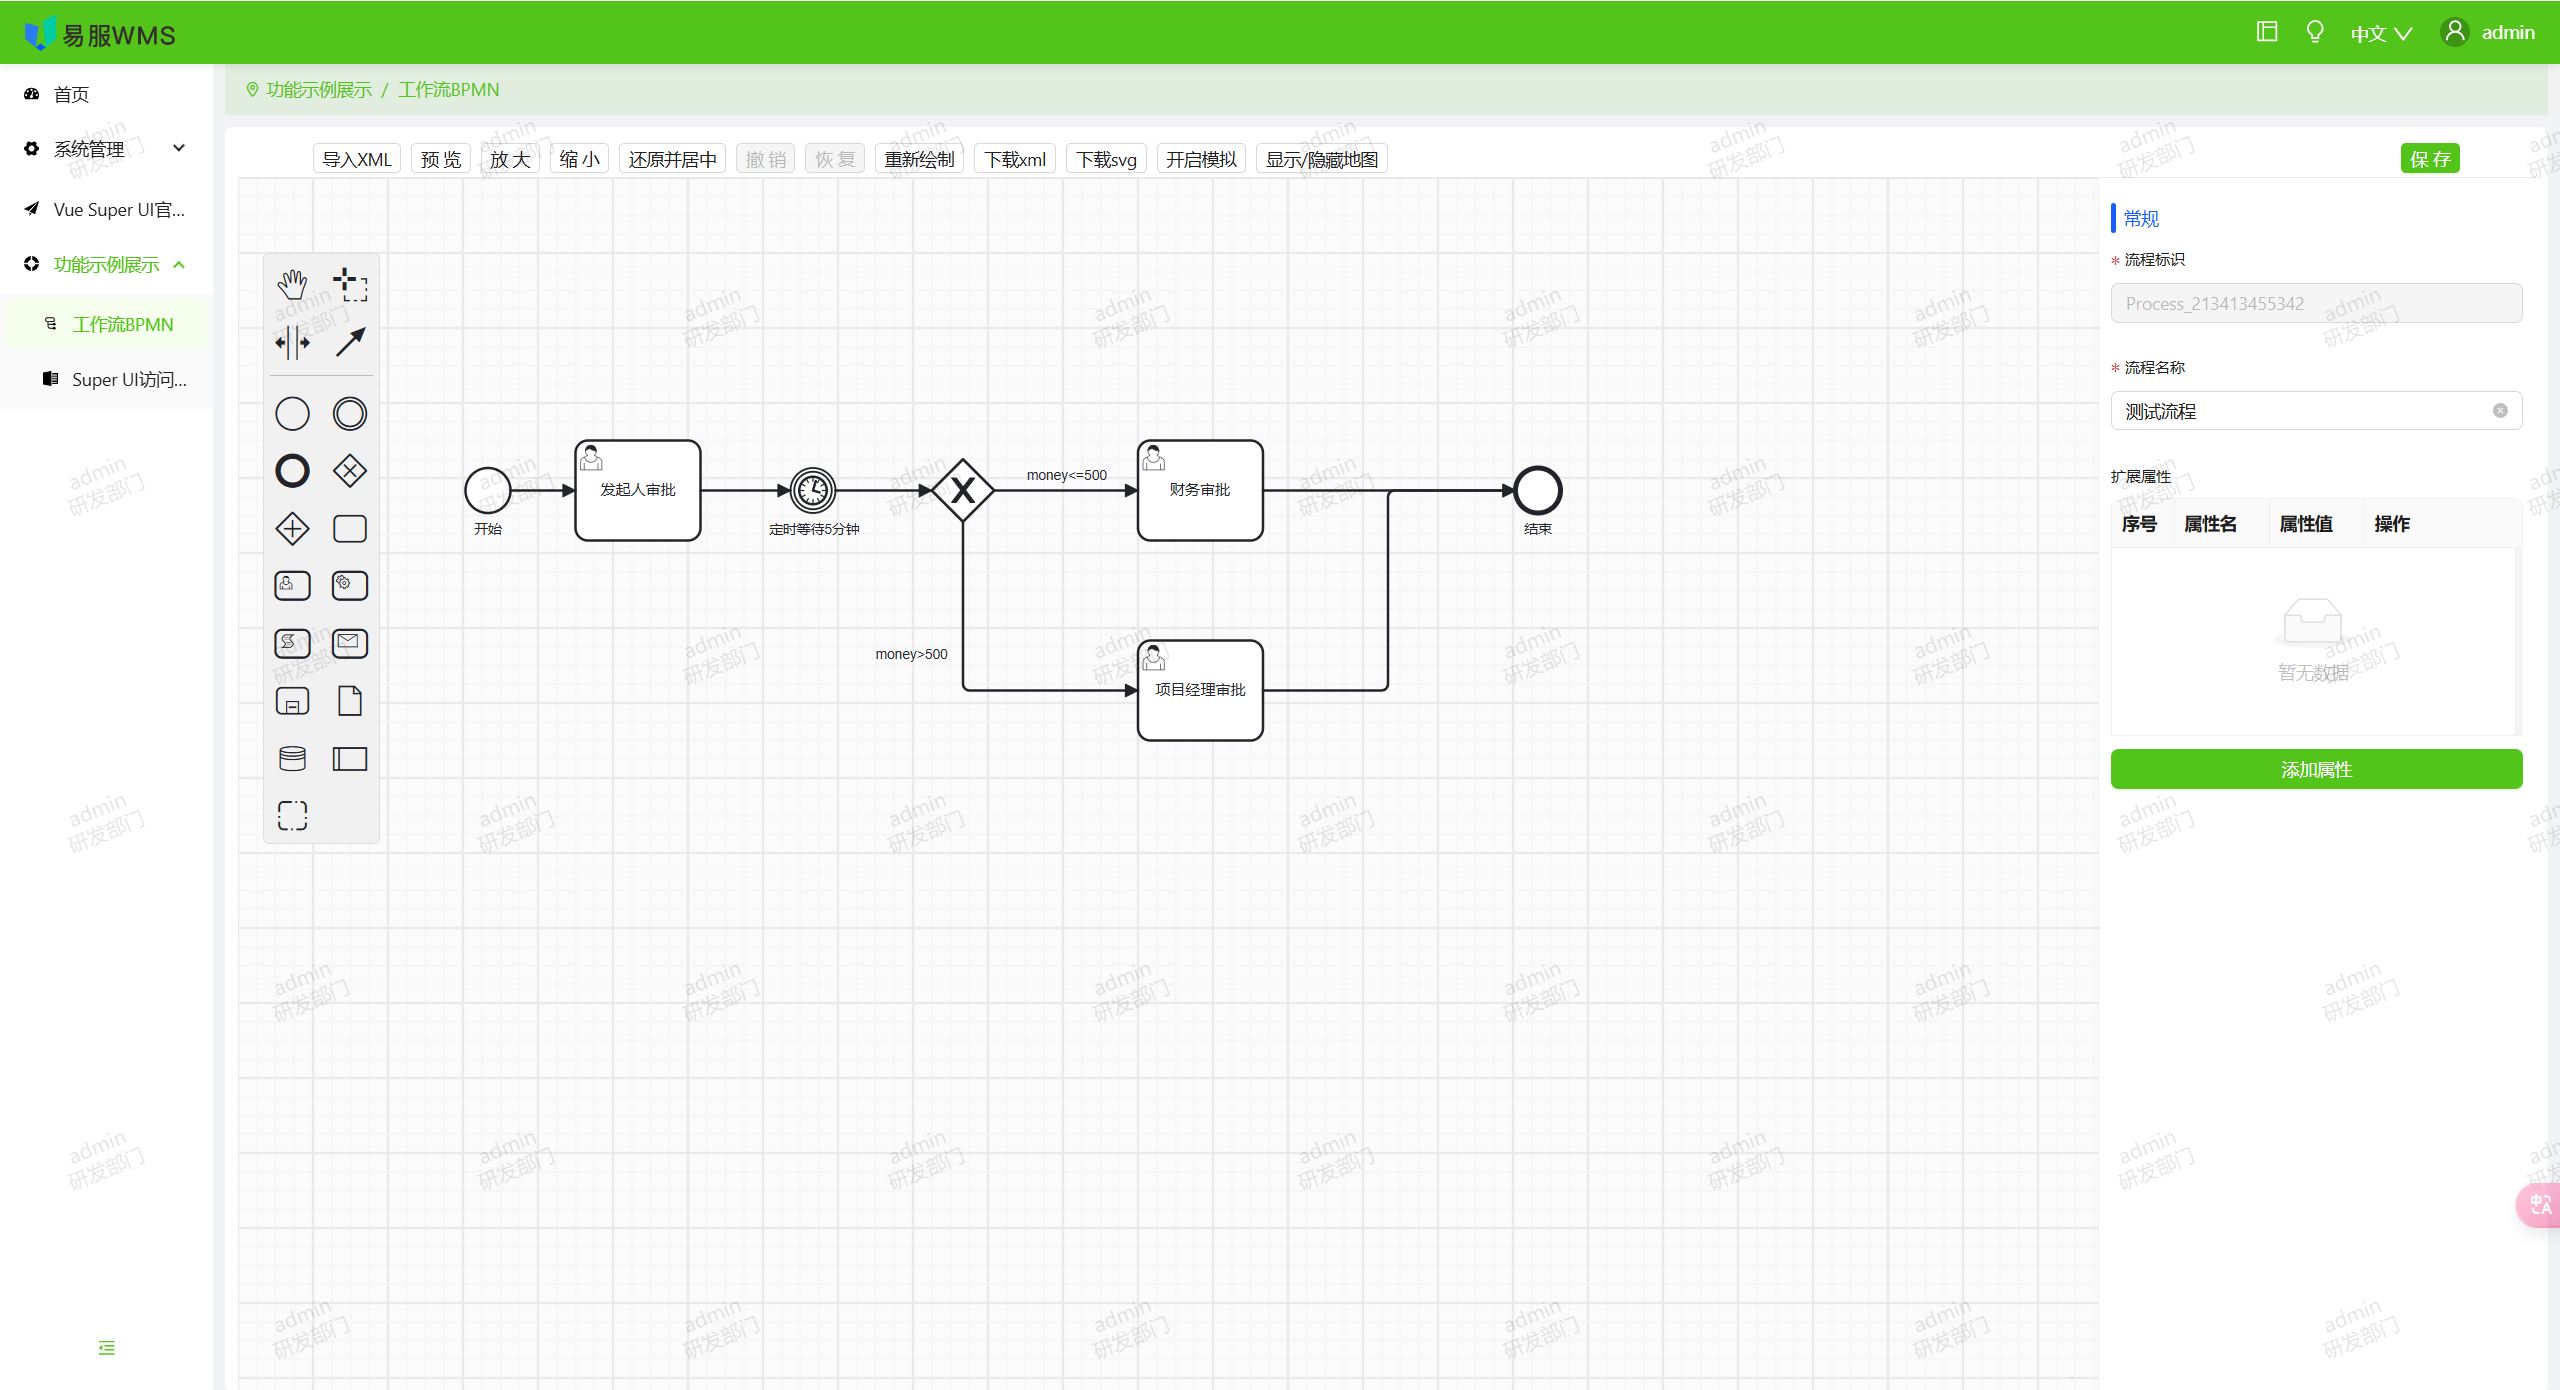 易服WMS
中文
admin
首页
系统管理
Vue Super UI官...
功能示例展示
工作流BPMN
Super UI访问...
功能示例展示 / 工作流BPMN
导入XML 预 览 放 大 缩 小 还原并居中 撤 销 恢 复 重新绘制 下载xml 下载svg 开启模拟 显示/隐藏地图
保 存
开始
发起人审批
定时等待5分钟
money<=500
财务审批
结束
money>500
项目经理审批
常规
* 流程标识
Process_213413455342
* 流程名称
测试流程
扩展属性
序号 属性名 属性值 操作
暂无数据
添加属性
admin
研发部门